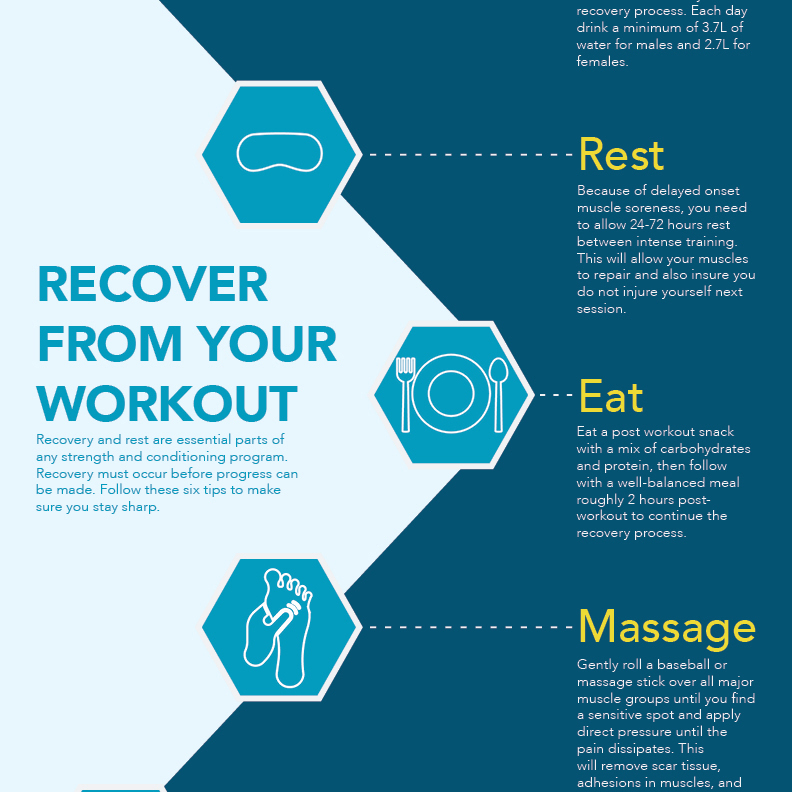 recovery process. Each day
drink a minimum of 3.7L of
water for males and 2.7L for
females.
Rest
Because of delayed onset
muscle soreness, you need
to allow 24-72 hours rest
between intense training.
This will allow your muscles
to repair and also insure you
do not injure yourself next
session.
RECOVER
FROM YOUR
WORKOUT
Recovery and rest are essential parts of
any strength and conditioning program.
Recovery must occur before progress can
be made. Follow these six tips to make
sure you stay sharp.
Eat
Eat a post workout snack
with a mix of carbohydrates
and protein, then follow
with a well-balanced meal
roughly 2 hours post-
workout to continue the
recovery process.
Massage
Gently roll a baseball or
massage stick over all major
muscle groups until you find
a sensitive spot and apply
direct pressure until the
pain dissipates. This
will remove scar tissue,
adhesions in muscles, and